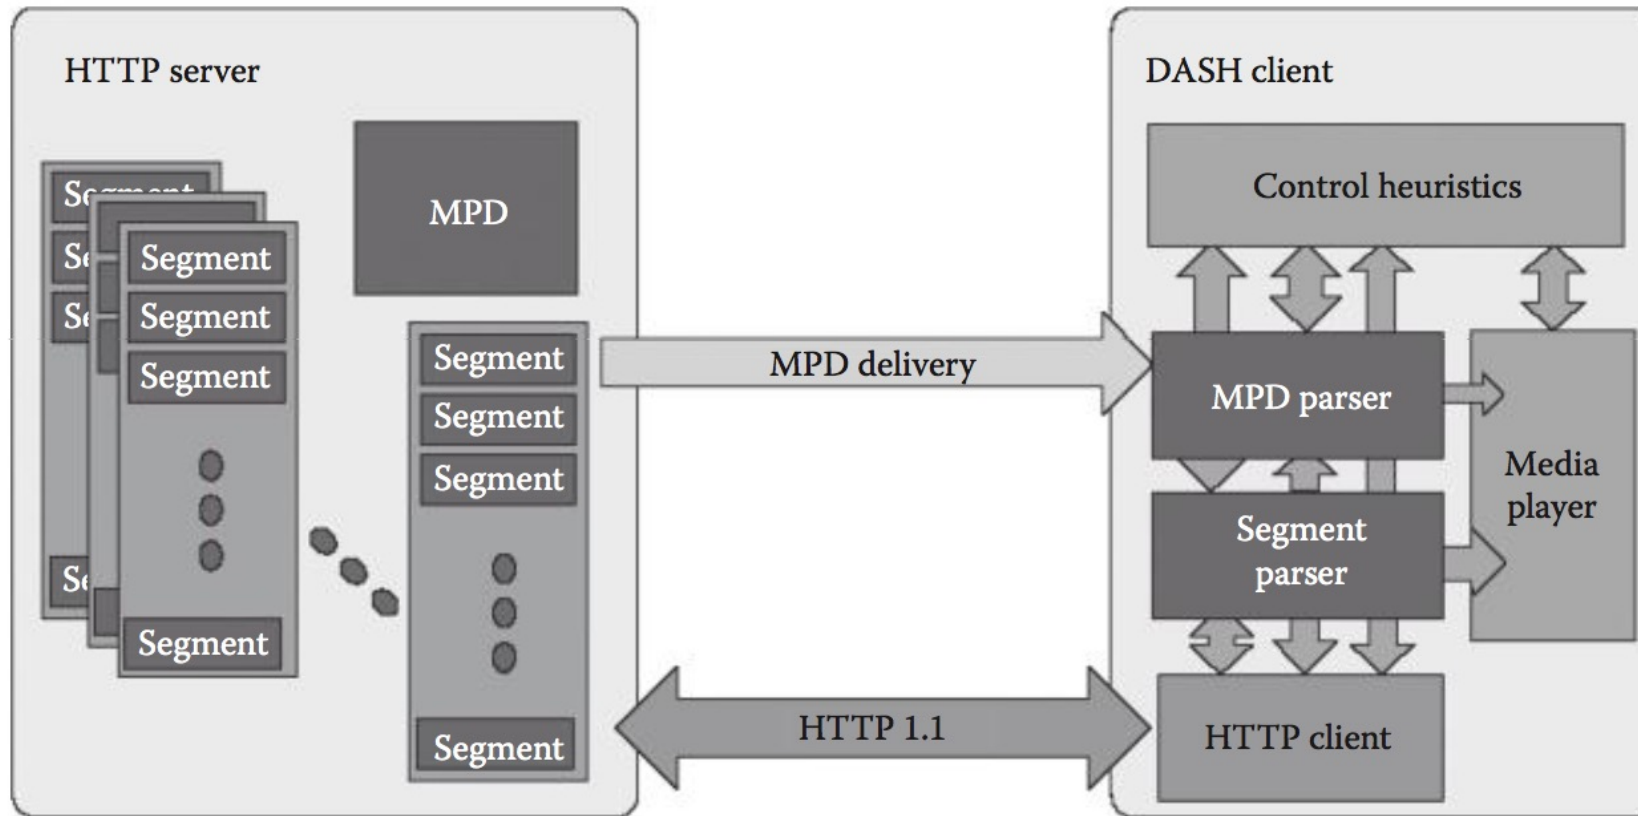 HTTP server
MPD
Segment
Segment
Segment
Segment
Segment
Segment
Segment
Segment
Segment
MPD delivery
HTTP 1.1
DASH client
Control heuristics
MPD parser
Segment
parser
Media
player
HTTP client